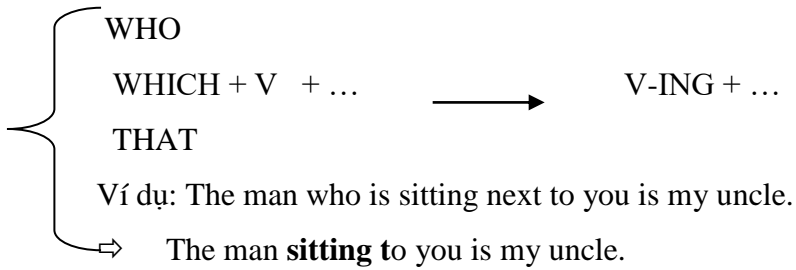 WHO
WHICH + V + … V-ING + …
THAT
Ví dụ: The man who is sitting next to you is my uncle.
The man sitting to you is my uncle.